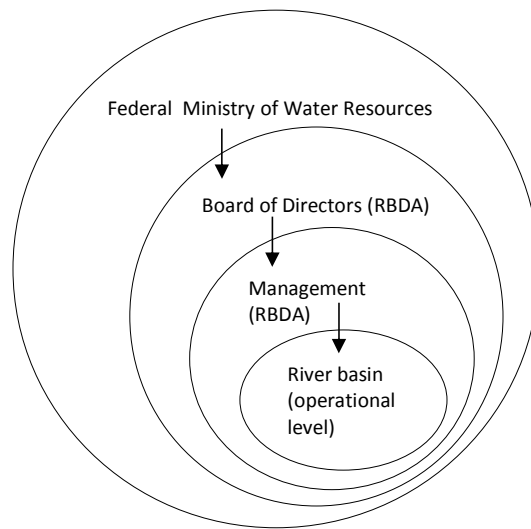 Federal Ministry of Water Resources
Board of Directors (RBDA)
Management
(RBDA)
River basin
(operational
level)